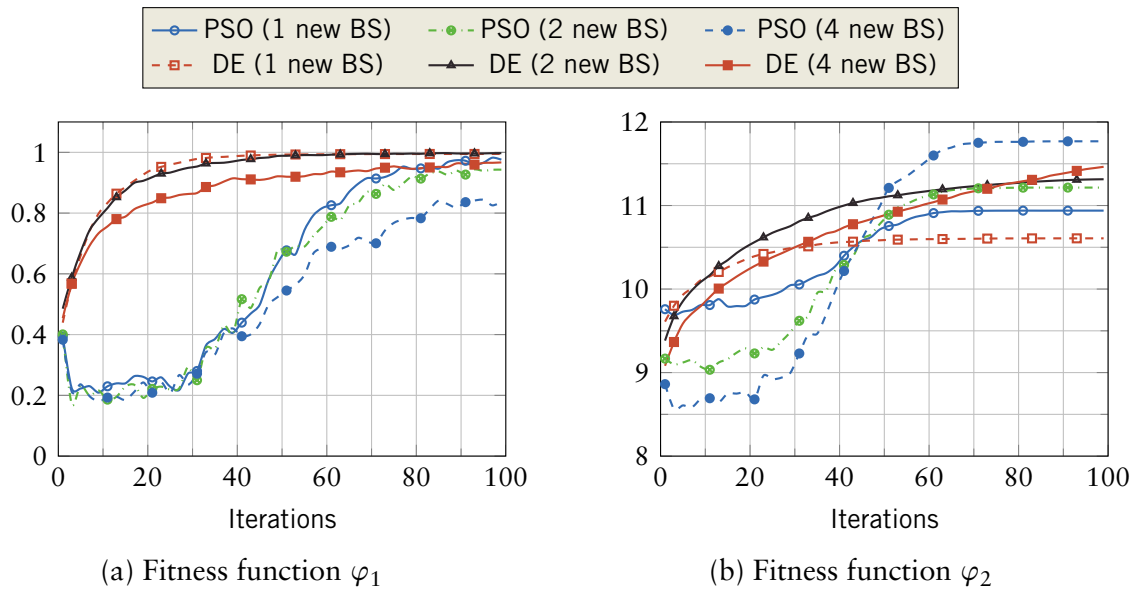 PSO (1 new BS) PSO (2 new BS) PSO (4 new BS)
DE (1 new BS) DE (2 new BS) DE (4 new BS)
1
0.8
0.6
0.4
0.2
0
0 20 40 60 80 100
Iterations
(a) Fitness function φ₁
12
11
10
9
8
0 20 40 60 80 100
Iterations
(b) Fitness function φ₂